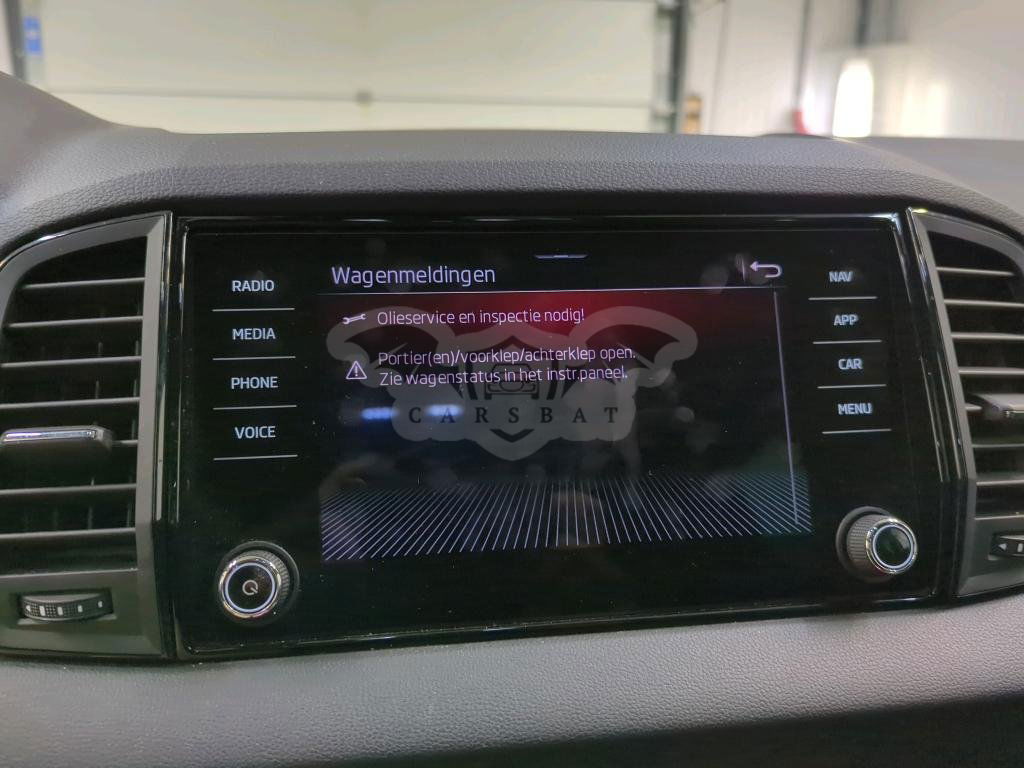 Wagenmeldingen
RADIO
MEDIA
PHONE
VOICE
Olieservice en inspectie nodig!
Portier(en)/voorklep/achterklep open.
Zie wagenstatus in het instr.paneel.
CARSBAT
NAV
APP
CAR
MENU